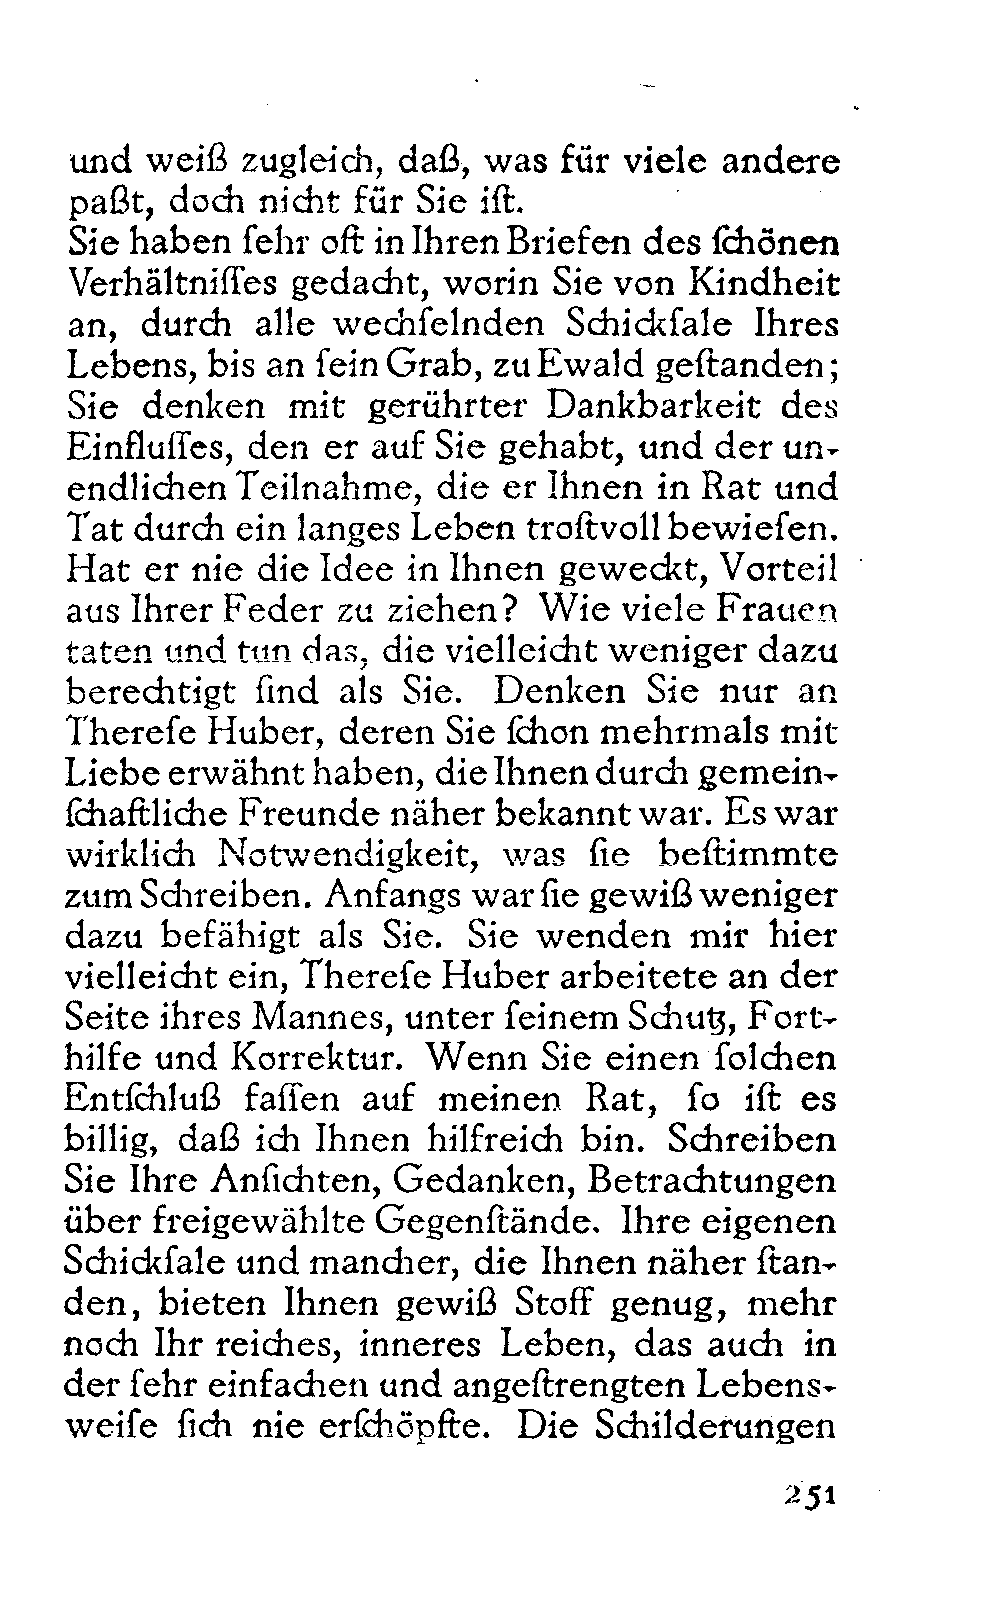 und weiß zugleich, daß, was für viele andere
paßt, doch nicht für Sie iſt.
Sie haben ſehr oft in Ihren Briefen des ſchönen
Verhältniſſes gedacht, worin Sie von Kindheit
an, durch alle wechſelnden Schickſale Ihres
Lebens, bis an ſein Grab, zu Ewald geſtanden;
Sie denken mit gerührter Dankbarkeit des
Einfluſſes, den er auf Sie gehabt, und der un-
endlichen Teilnahme, die er Ihnen in Rat und
Tat durch ein langes Leben troſtvoll bewieſen.
Hat er nie die Idee in Ihnen geweckt, Vorteil
aus Ihrer Feder zu ziehen? Wie viele Frauen
taten und tun das, die vielleicht weniger dazu
berechtigt ſind als Sie. Denken Sie nur an
Thereſe Huber, deren Sie ſchon mehrmals mit
Liebe erwähnt haben, die Ihnen durch gemein-
ſchaftliche Freunde näher bekannt war. Es war
wirklich Notwendigkeit, was ſie beſtimmte
zum Schreiben. Anfangs war ſie gewiß weniger
dazu befähigt als Sie. Sie wenden mir hier
vielleicht ein, Thereſe Huber arbeitete an der
Seite ihres Mannes, unter ſeinem Schutz, Fort-
hilfe und Korrektur. Wenn Sie einen ſolchen
Entſchluß faſſen auf meinen Rat, ſo iſt es
billig, daß ich Ihnen hilfreich bin. Schreiben
Sie Ihre Anſichten, Gedanken, Betrachtungen
über freigewählte Gegenſtände. Ihre eigenen
Schickſale und mancher, die Ihnen näher ſtan-
den, bieten Ihnen gewiß Stoff genug, mehr
noch Ihr reiches, inneres Leben, das auch in
der ſehr einfachen und angeſtrengten Lebens-
weiſe ſich nie erſchöpfte. Die Schilderungen
251